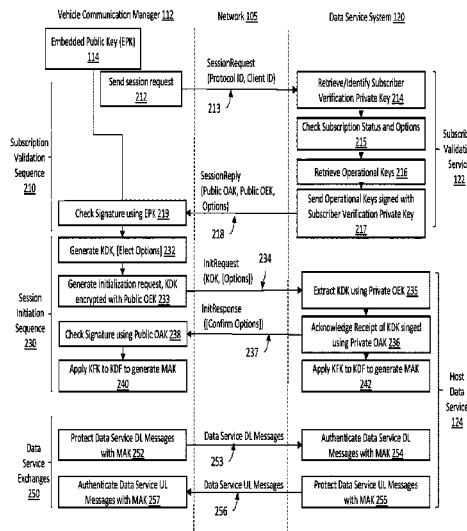 Vehicle Communication Manager 112
Network 105
Data Service System 120
Embedded Public Key (EPK)
114
Send session request
212
SessionRequest
(Protocol ID, Client ID)
213
Retrieve/Identify Subscriber
Verification Private Key 214
Check Subscription Status and Options
215
Retrieve Operational Keys 216
Send Operational Keys signed with
Subscriber Verification Private Key
217
Subscription
Validation
Sequence
210
Subscri
Validat
Servic
122
SessionReply
(Public OAK, Public OEK,
Options)
218
Check Signature using EPK 219
Generate KDK, [Elect Options] 232
Generate Initialization request, KDK
encrypted with Public OEK 233
234
InitRequest
(KDK, [Options])
Extract KDK using Private OEK 235
Session
Initiation
Sequence
230
InitResponse
([Confirm Options])
237
Check Signature using Public OAK 238
Acknowledge Receipt of KDK singed
using Private OAK 236
Apply KFK to KDF to generate MAK
240
Apply KFK to KDF to generate MAK
242
Host
Data
Service
124
Data
Service
Exchanges
250
Protect Data Service DL Messages
with MAK 252
Data Service DL Messages
253
Authenticate Data Service DL
Messages with MAK 254
Authenticate Data Service UL
Messages with MAK 257
Data Service UL Messages
256
Protect Data Service UL Messages
with MAK 255